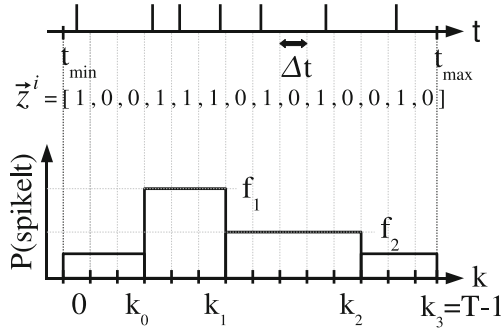 t
t_min
Δt
t_max
z⃗^i = [1,0,0,1,1,1,0,1,0,1,0,0,1,0]
P(spike|t)
f_1
f_2
k
0 k_0 k_1 k_2 k_3=T-1